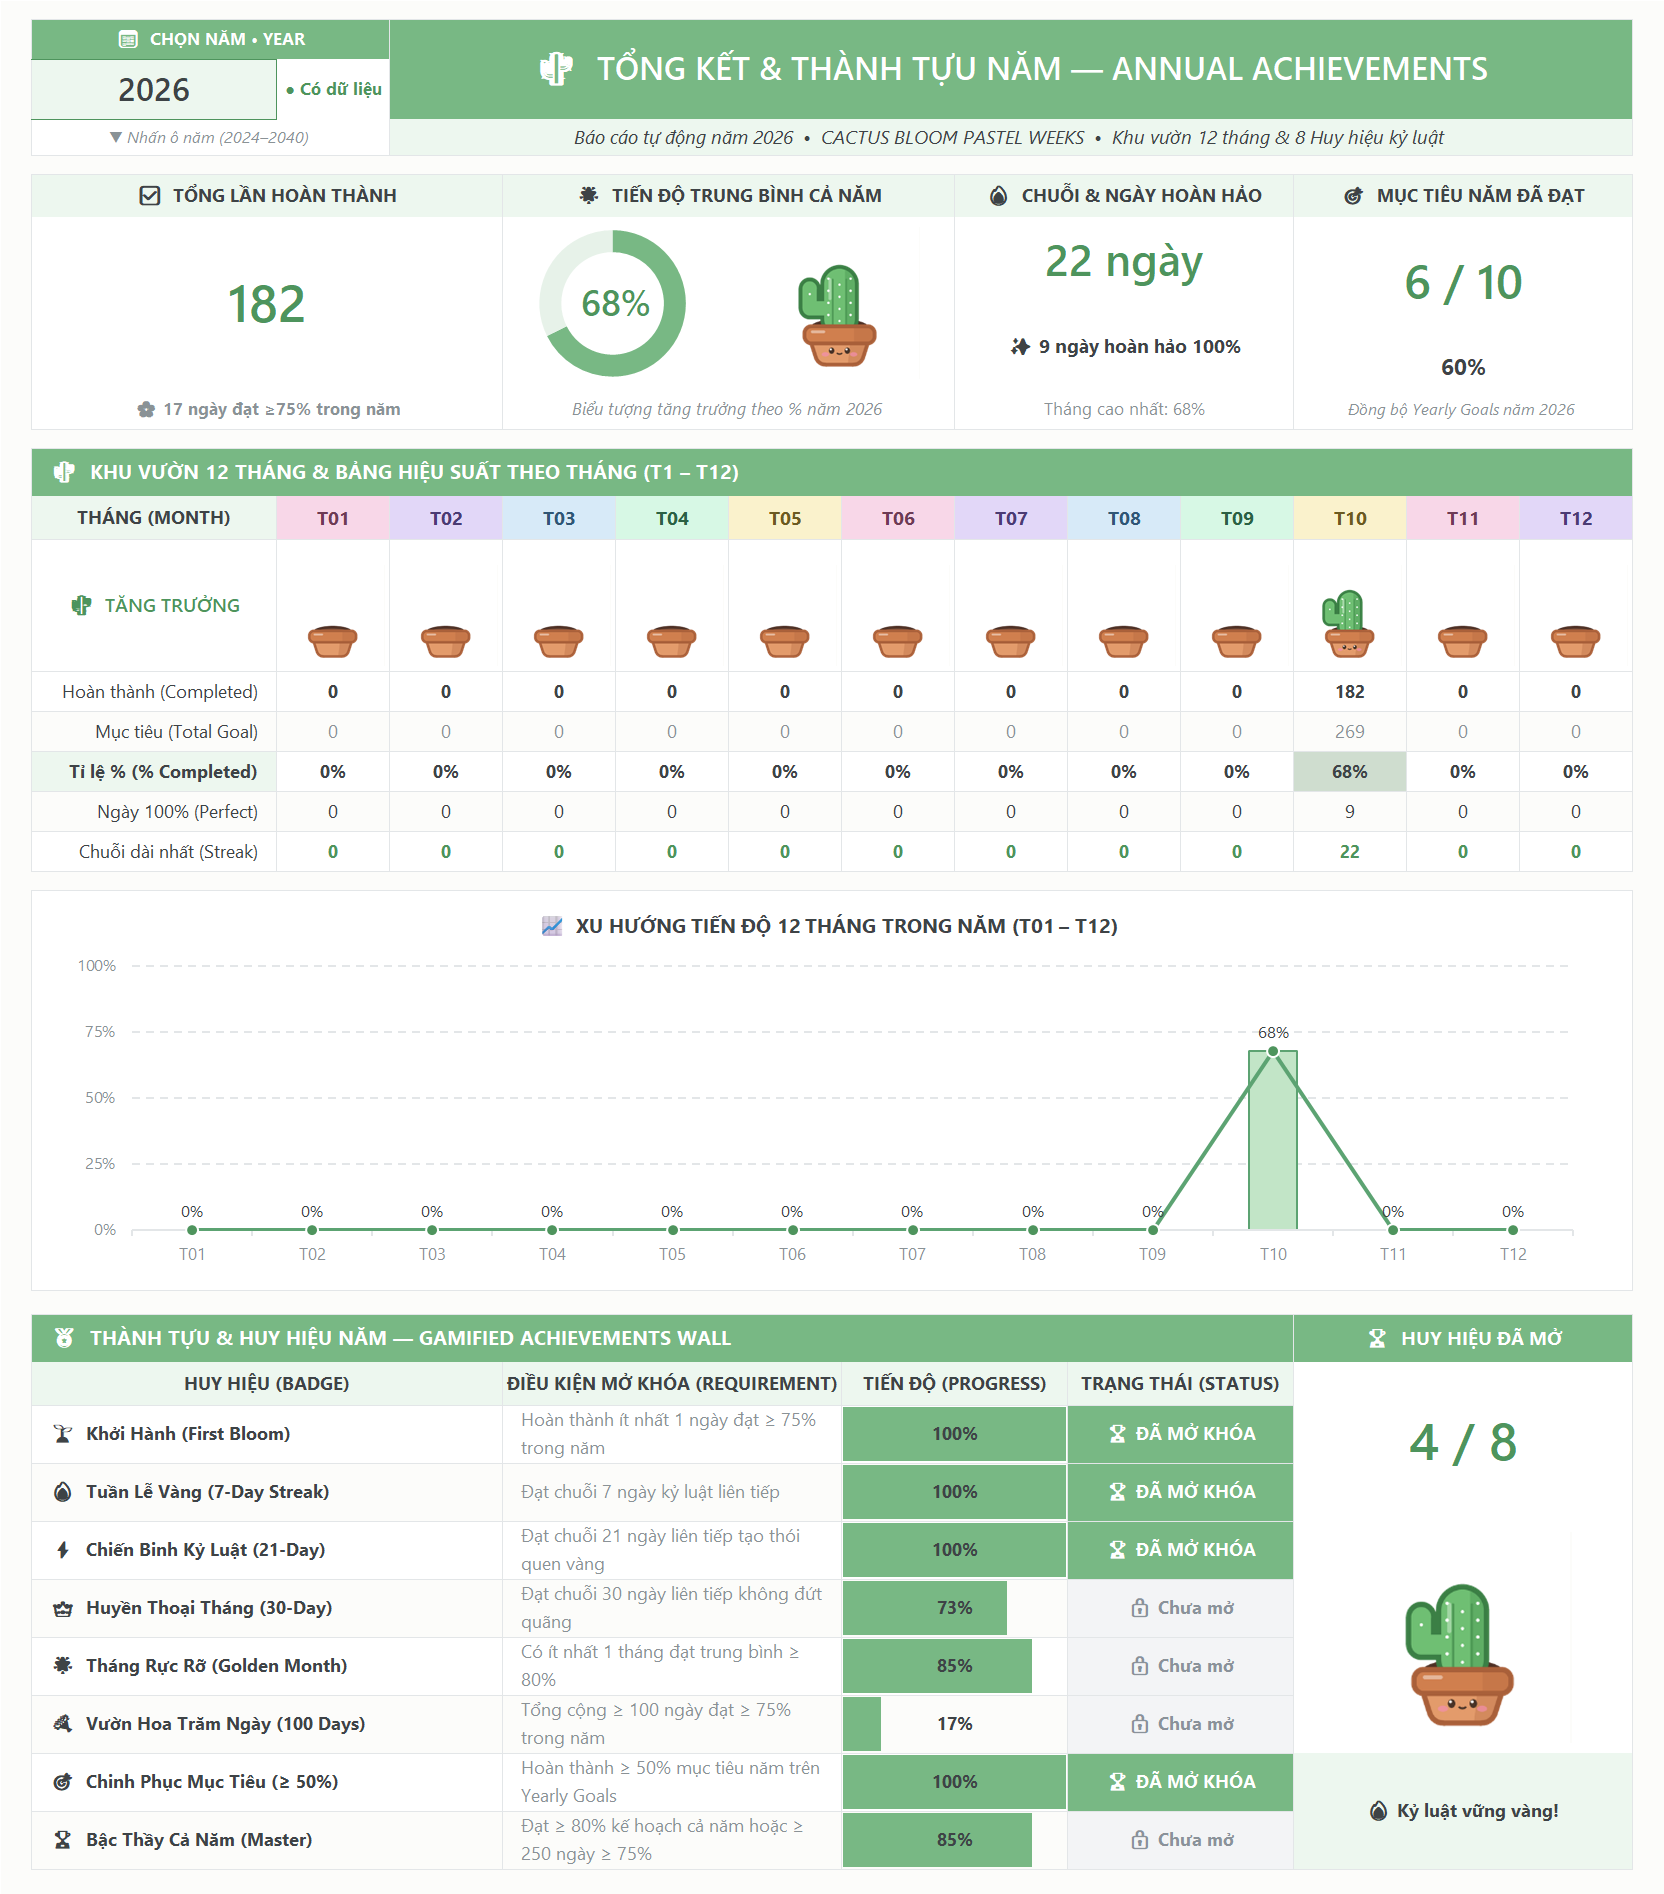 CHỌN NĂM • YEAR
2026
● Có dữ liệu
▼ Nhấn ô năm (2024–2040)
TỔNG KẾT & THÀNH TỰU NĂM — ANNUAL ACHIEVEMENTS
Báo cáo tự động năm 2026 • CACTUS BLOOM PASTEL WEEKS • Khu vườn 12 tháng & 8 Huy hiệu kỷ luật
TỔNG LẦN HOÀN THÀNH
182
17 ngày đạt ≥75% trong năm
TIẾN ĐỘ TRUNG BÌNH CẢ NĂM
68%
Biểu tượng tăng trưởng theo % năm 2026
CHUỖI & NGÀY HOÀN HẢO
22 ngày
9 ngày hoàn hảo 100%
Tháng cao nhất: 68%
MỤC TIÊU NĂM ĐÃ ĐẠT
6 / 10
60%
Đồng bộ Yearly Goals năm 2026
KHU VƯỜN 12 THÁNG & BẢNG HIỆU SUẤT THEO THÁNG (T1 – T12)
THÁNG (MONTH) T01 T02 T03 T04 T05 T06 T07 T08 T09 T10 T11 T12
TĂNG TRƯỞNG
Hoàn thành (Completed) 0 0 0 0 0 0 0 0 0 182 0 0
Mục tiêu (Total Goal) 0 0 0 0 0 0 0 0 0 269 0 0
Tỉ lệ % (% Completed) 0% 0% 0% 0% 0% 0% 0% 0% 0% 68% 0% 0%
Ngày 100% (Perfect) 0 0 0 0 0 0 0 0 0 9 0 0
Chuỗi dài nhất (Streak) 0 0 0 0 0 0 0 0 0 22 0 0
XU HƯỚNG TIẾN ĐỘ 12 THÁNG TRONG NĂM (T01 – T12)
100%
75%
68%
50%
25%
0% 0% 0% 0% 0% 0% 0% 0% 0% 0% 0%
0%
T01 T02 T03 T04 T05 T06 T07 T08 T09 T10 T11 T12
THÀNH TỰU & HUY HIỆU NĂM — GAMIFIED ACHIEVEMENTS WALL
HUY HIỆU (BADGE) ĐIỀU KIỆN MỞ KHÓA (REQUIREMENT) TIẾN ĐỘ (PROGRESS) TRẠNG THÁI (STATUS)
Khởi Hành (First Bloom)
Hoàn thành ít nhất 1 ngày đạt ≥ 75%
trong năm
100%
ĐÃ MỞ KHÓA
Tuần Lễ Vàng (7-Day Streak)
Đạt chuỗi 7 ngày kỷ luật liên tiếp
100%
ĐÃ MỞ KHÓA
Chiến Binh Kỷ Luật (21-Day)
Đạt chuỗi 21 ngày liên tiếp tạo thói
quen vàng
100%
ĐÃ MỞ KHÓA
Huyền Thoại Tháng (30-Day)
Đạt chuỗi 30 ngày liên tiếp không đứt
quãng
73%
Chưa mở
Tháng Rực Rỡ (Golden Month)
Có ít nhất 1 tháng đạt trung bình ≥
80%
85%
Chưa mở
Vườn Hoa Trăm Ngày (100 Days)
Tổng cộng ≥ 100 ngày đạt ≥ 75%
trong năm
17%
Chưa mở
Chinh Phục Mục Tiêu (≥ 50%)
Hoàn thành ≥ 50% mục tiêu năm trên
Yearly Goals
100%
ĐÃ MỞ KHÓA
Bậc Thầy Cả Năm (Master)
Đạt ≥ 80% kế hoạch cả năm hoặc ≥
250 ngày ≥ 75%
85%
Chưa mở
HUY HIỆU ĐÃ MỞ
4 / 8
Kỷ luật vững vàng!